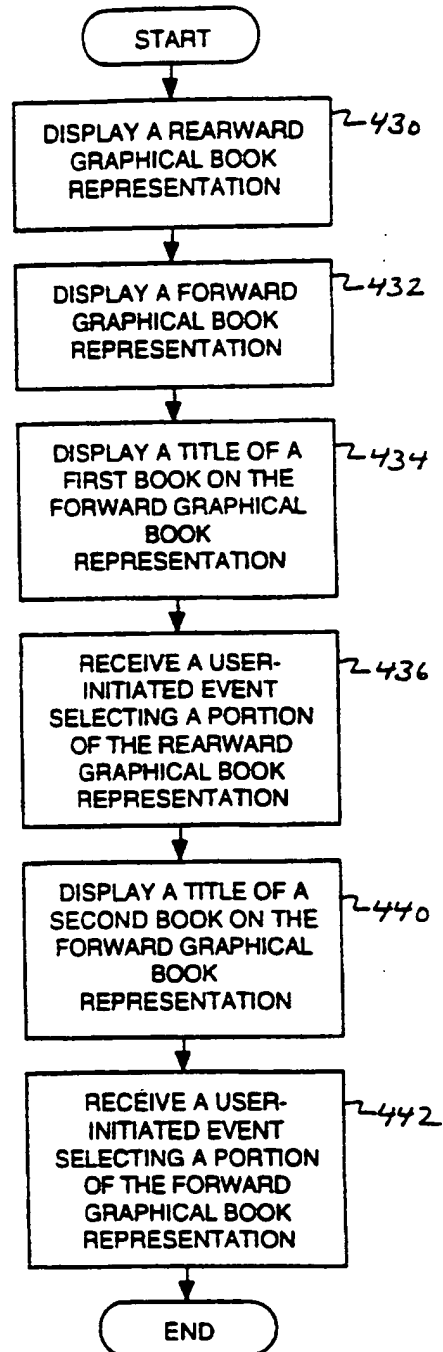 START
DISPLAY A REARWARD
GRAPHICAL BOOK
REPRESENTATION
430
DISPLAY A FORWARD
GRAPHICAL BOOK
REPRESENTATION
432
DISPLAY A TITLE OF A
FIRST BOOK ON THE
FORWARD GRAPHICAL
BOOK
REPRESENTATION
434
RECEIVE A USER-
INITIATED EVENT
SELECTING A PORTION
OF THE REARWARD
GRAPHICAL BOOK
REPRESENTATION
436
DISPLAY A TITLE OF A
SECOND BOOK ON THE
FORWARD GRAPHICAL
BOOK
REPRESENTATION
440
RECEIVE A USER-
INITIATED EVENT
SELECTING A PORTION
OF THE FORWARD
GRAPHICAL BOOK
REPRESENTATION
442
END